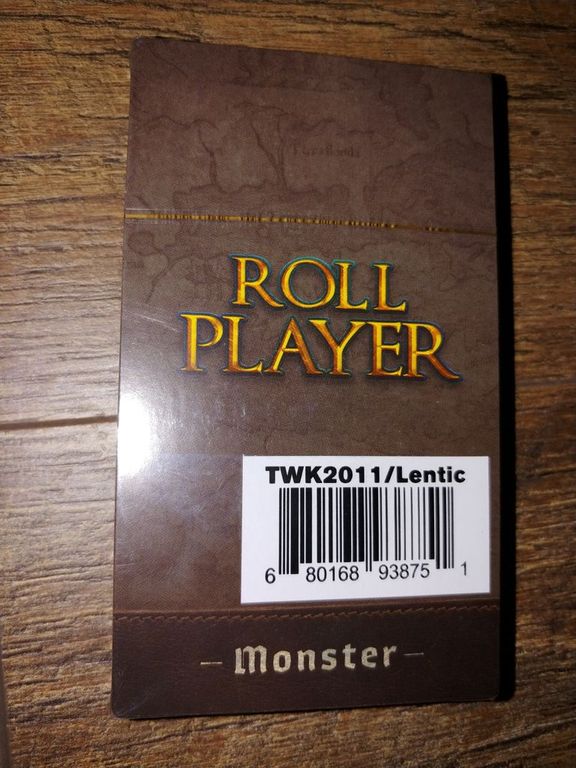 ROLL
PLAYER
TWK2011/Lentic
6 80168 93875 1
– Monster –